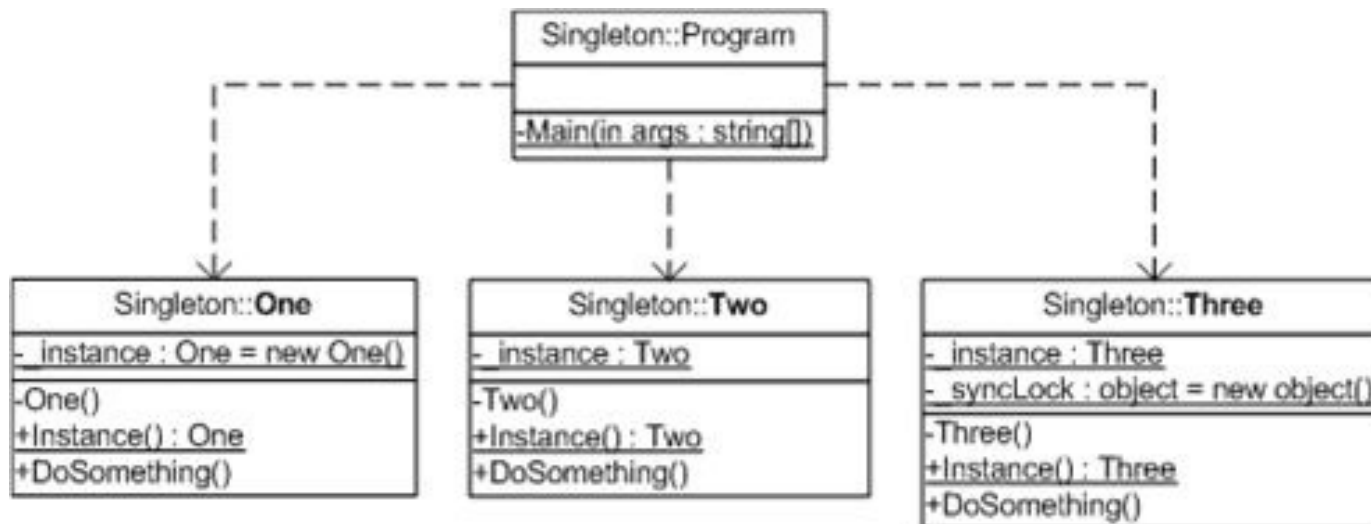 Singleton::Program
-Main(in args : string[])
Singleton::One
-_instance : One = new One()
-One()
+Instance() : One
+DoSomething()
Singleton::Two
-_instance : Two
-Two()
+Instance() : Two
+DoSomething()
Singleton::Three
-_instance : Three
-_syncLock : object = new object()
-Three()
+Instance() : Three
+DoSomething()